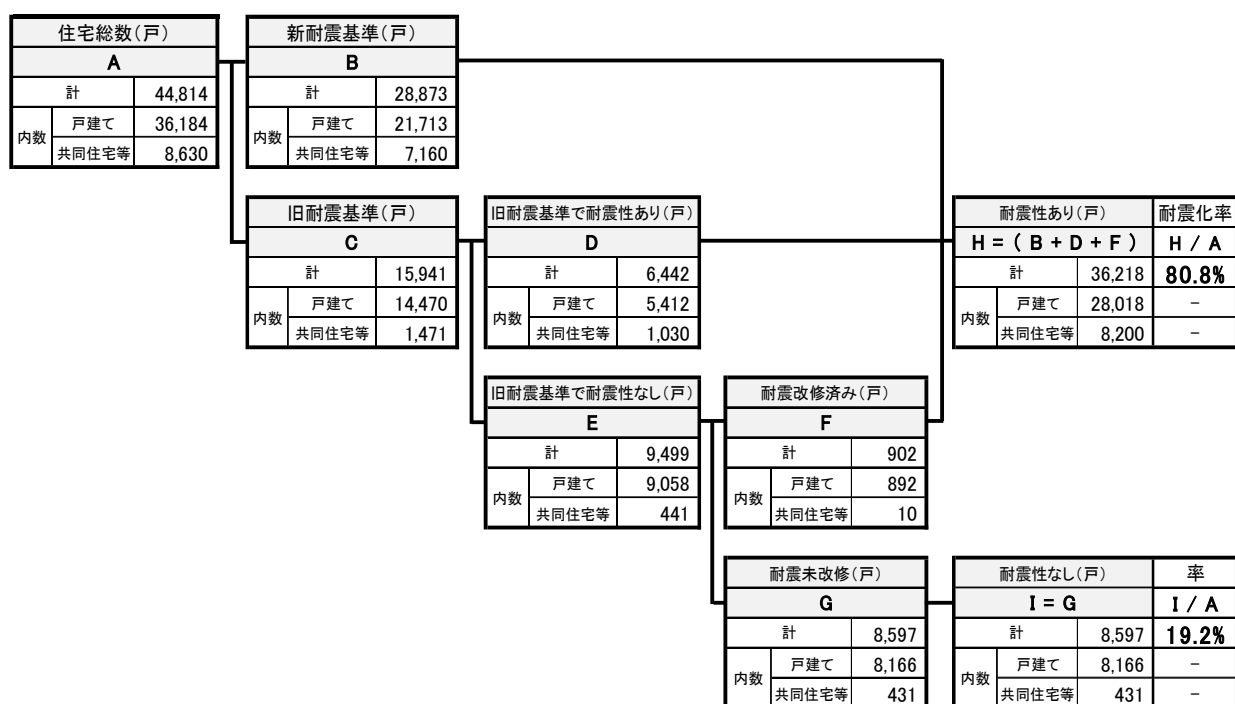 住宅総数(戸)
A
計 44,814
内数 戸建て 36,184
共同住宅等 8,630
新耐震基準(戸)
B
計 28,873
内数 戸建て 21,713
共同住宅等 7,160
旧耐震基準(戸)
C
計 15,941
内数 戸建て 14,470
共同住宅等 1,471
旧耐震基準で耐震性あり(戸)
D
計 6,442
内数 戸建て 5,412
共同住宅等 1,030
耐震性あり(戸) 耐震化率
H = ( B + D + F ) H / A
計 36,218 80.8%
内数 戸建て 28,018 -
共同住宅等 8,200 -
旧耐震基準で耐震性なし(戸)
E
計 9,499
内数 戸建て 9,058
共同住宅等 441
耐震改修済み(戸)
F
計 902
内数 戸建て 892
共同住宅等 10
耐震未改修(戸)
G
計 8,597
内数 戸建て 8,166
共同住宅等 431
耐震性なし(戸) 率
I = G I / A
計 8,597 19.2%
内数 戸建て 8,166 -
共同住宅等 431 -